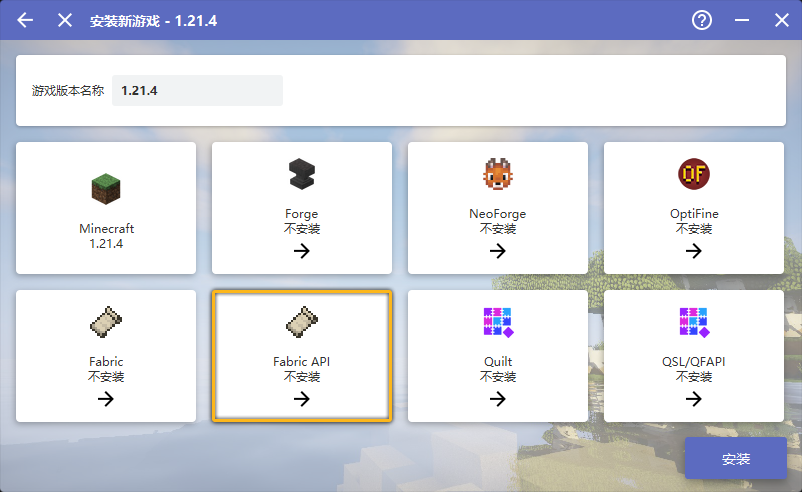 安装新游戏 - 1.21.4
游戏版本名称 1.21.4
Minecraft
1.21.4
Forge
不安装
NeoForge
不安装
OptiFine
不安装
Fabric
不安装
Fabric API
不安装
Quilt
不安装
QSL/QFAPI
不安装
安装